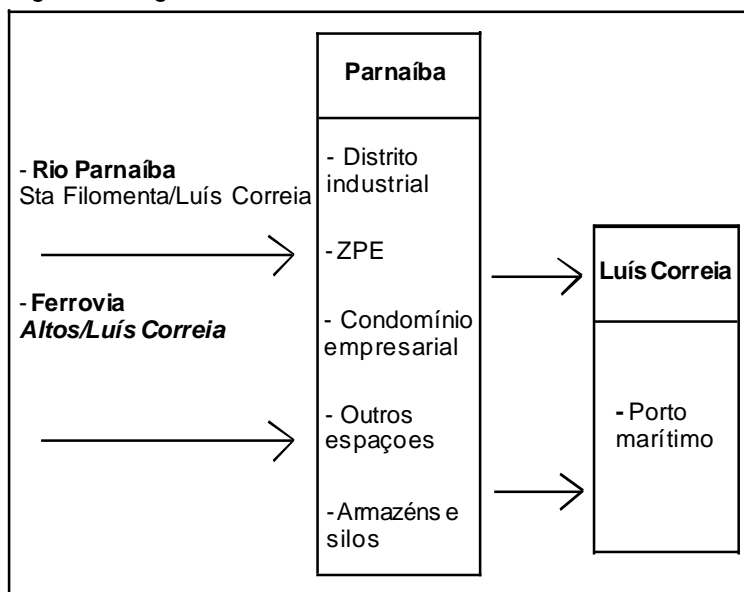 - Rio Parnaíba
Sta Filomenta/Luís Correia
- Ferrovia
Altos/Luís Correia
Parnaíba
- Distrito
industrial
- ZPE
- Condomínio
empresarial
- Outros
espaçoes
- Armazéns e
silos
Luís Correia
- Porto
marítimo